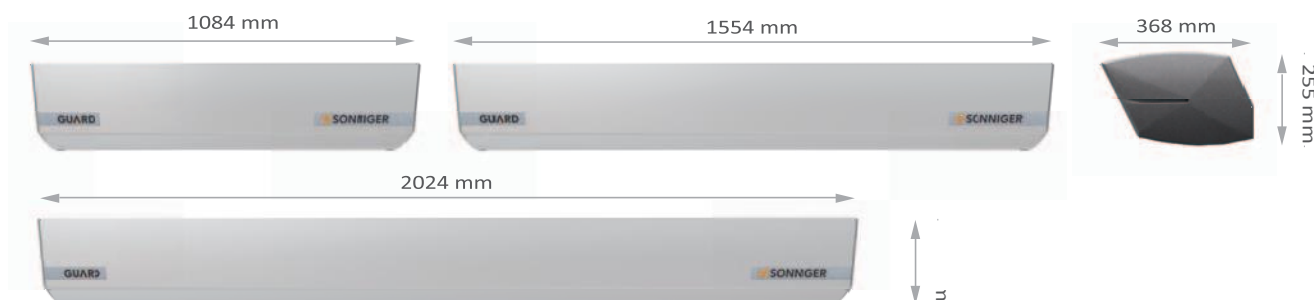 1084 mm
1554 mm
368 mm
255 mm
GUARD SONNIGER
GUARD SONNIGER
2024 mm
GUARD SONNIGER